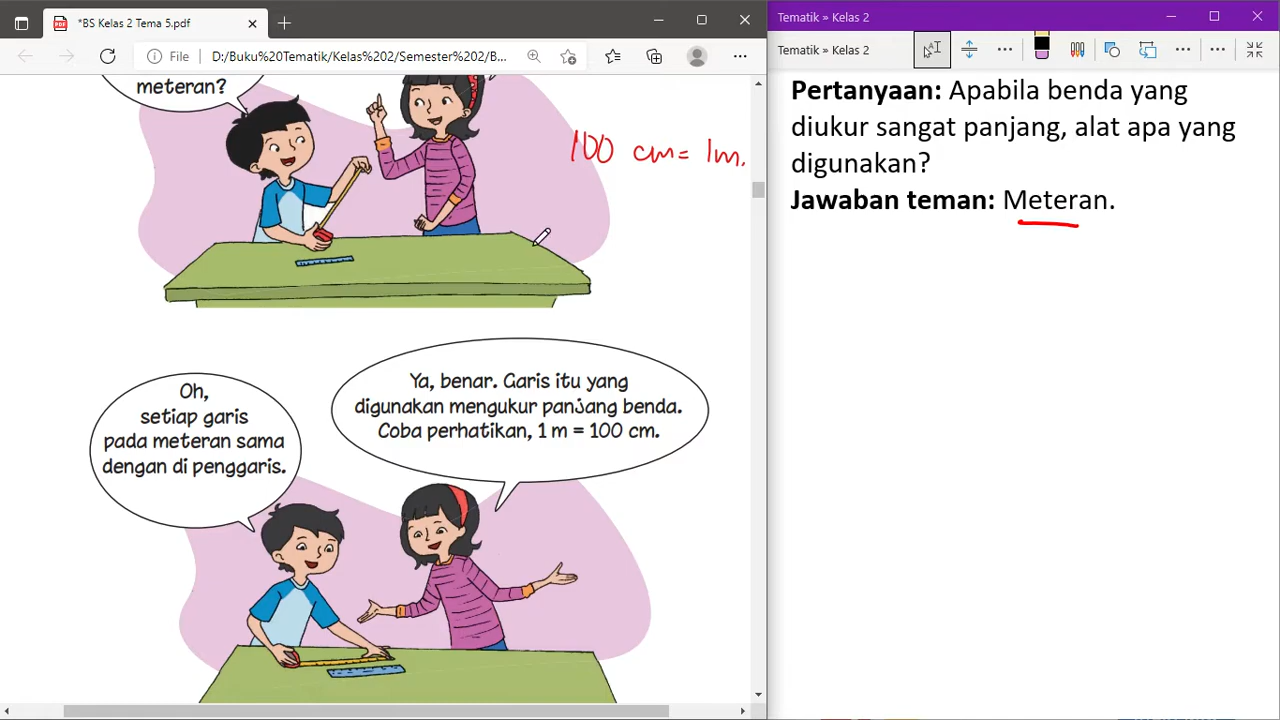 *BS Kelas 2 Tema 5.pdf
File
D:/Buku%20Tematik/Kelas%202/Semester%202/B...
meteran?
100 cm = 1m.
Oh,
setiap garis
pada meteran sama
dengan di penggaris.
Ya, benar. Garis itu yang
digunakan mengukur panjang benda.
Coba perhatikan, 1 m = 100 cm.
Tematik » Kelas 2
Tematik » Kelas 2
Pertanyaan: Apabila benda yang
diukur sangat panjang, alat apa yang
digunakan?
Jawaban teman: Meteran.